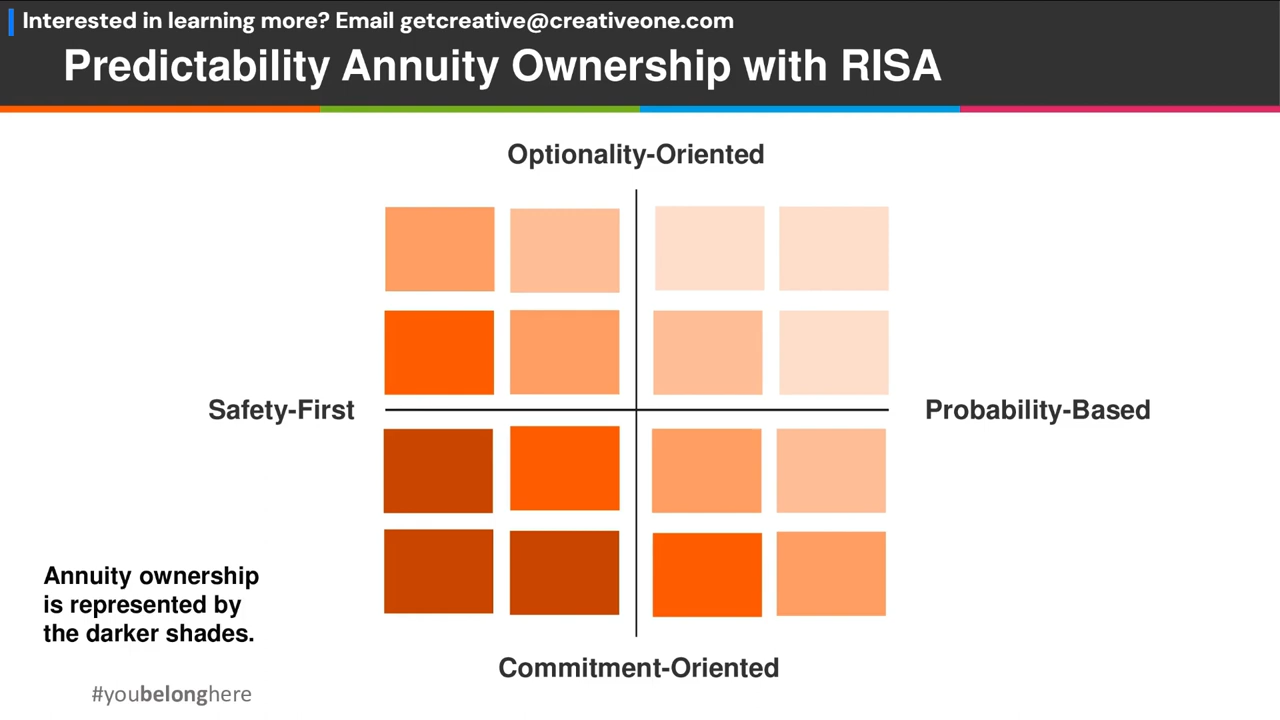 Interested in learning more? Email getcreative@creativeone.com
Predictability Annuity Ownership with RISA
Optionality-Oriented
Safety-First
Probability-Based
Annuity ownership
is represented by
the darker shades.
Commitment-Oriented
#youbelonghere